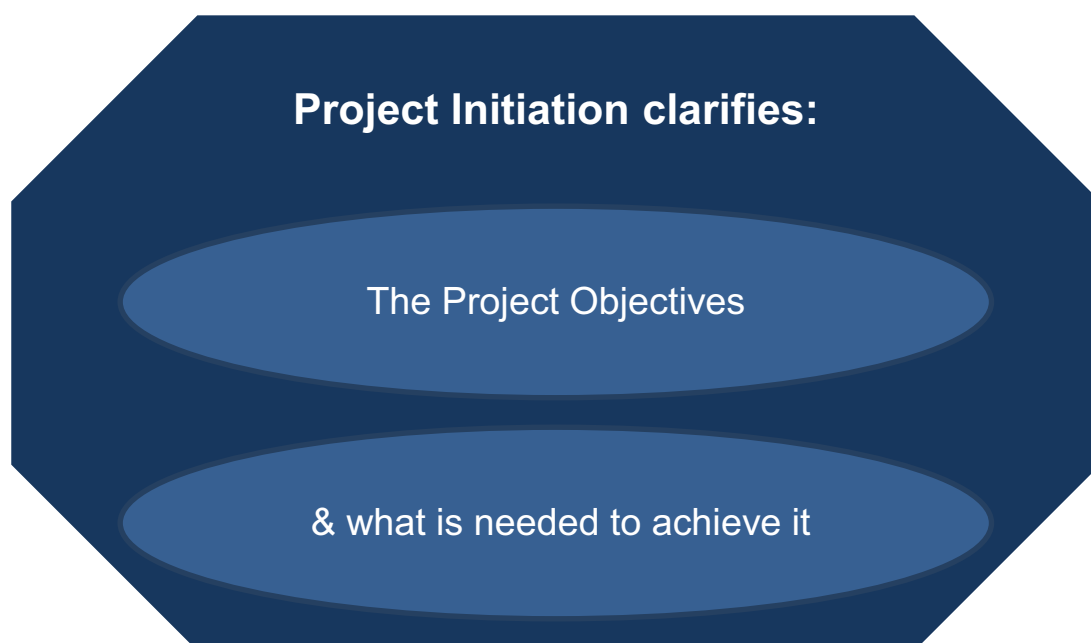 Project Initiation clarifies:
The Project Objectives
& what is needed to achieve it